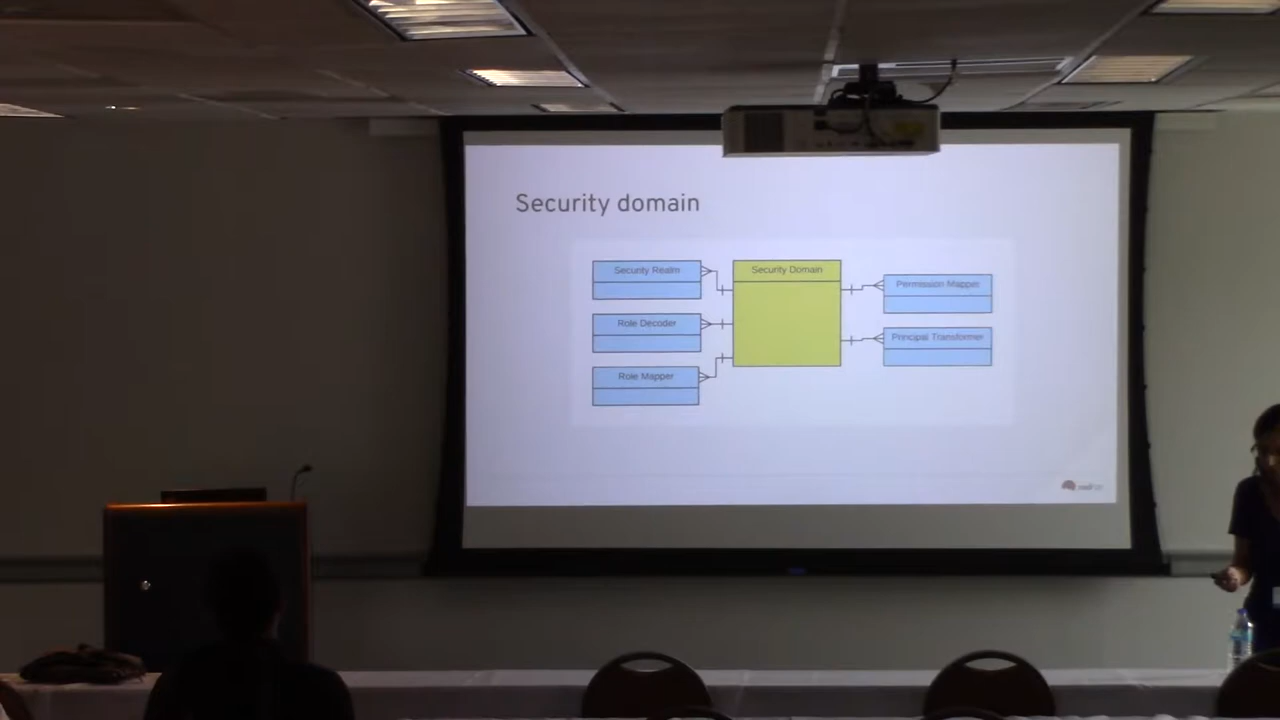 Security domain
Security Realm
Security Domain
Permission Mapper
Role Decoder
Principal Transformer
Role Mapper